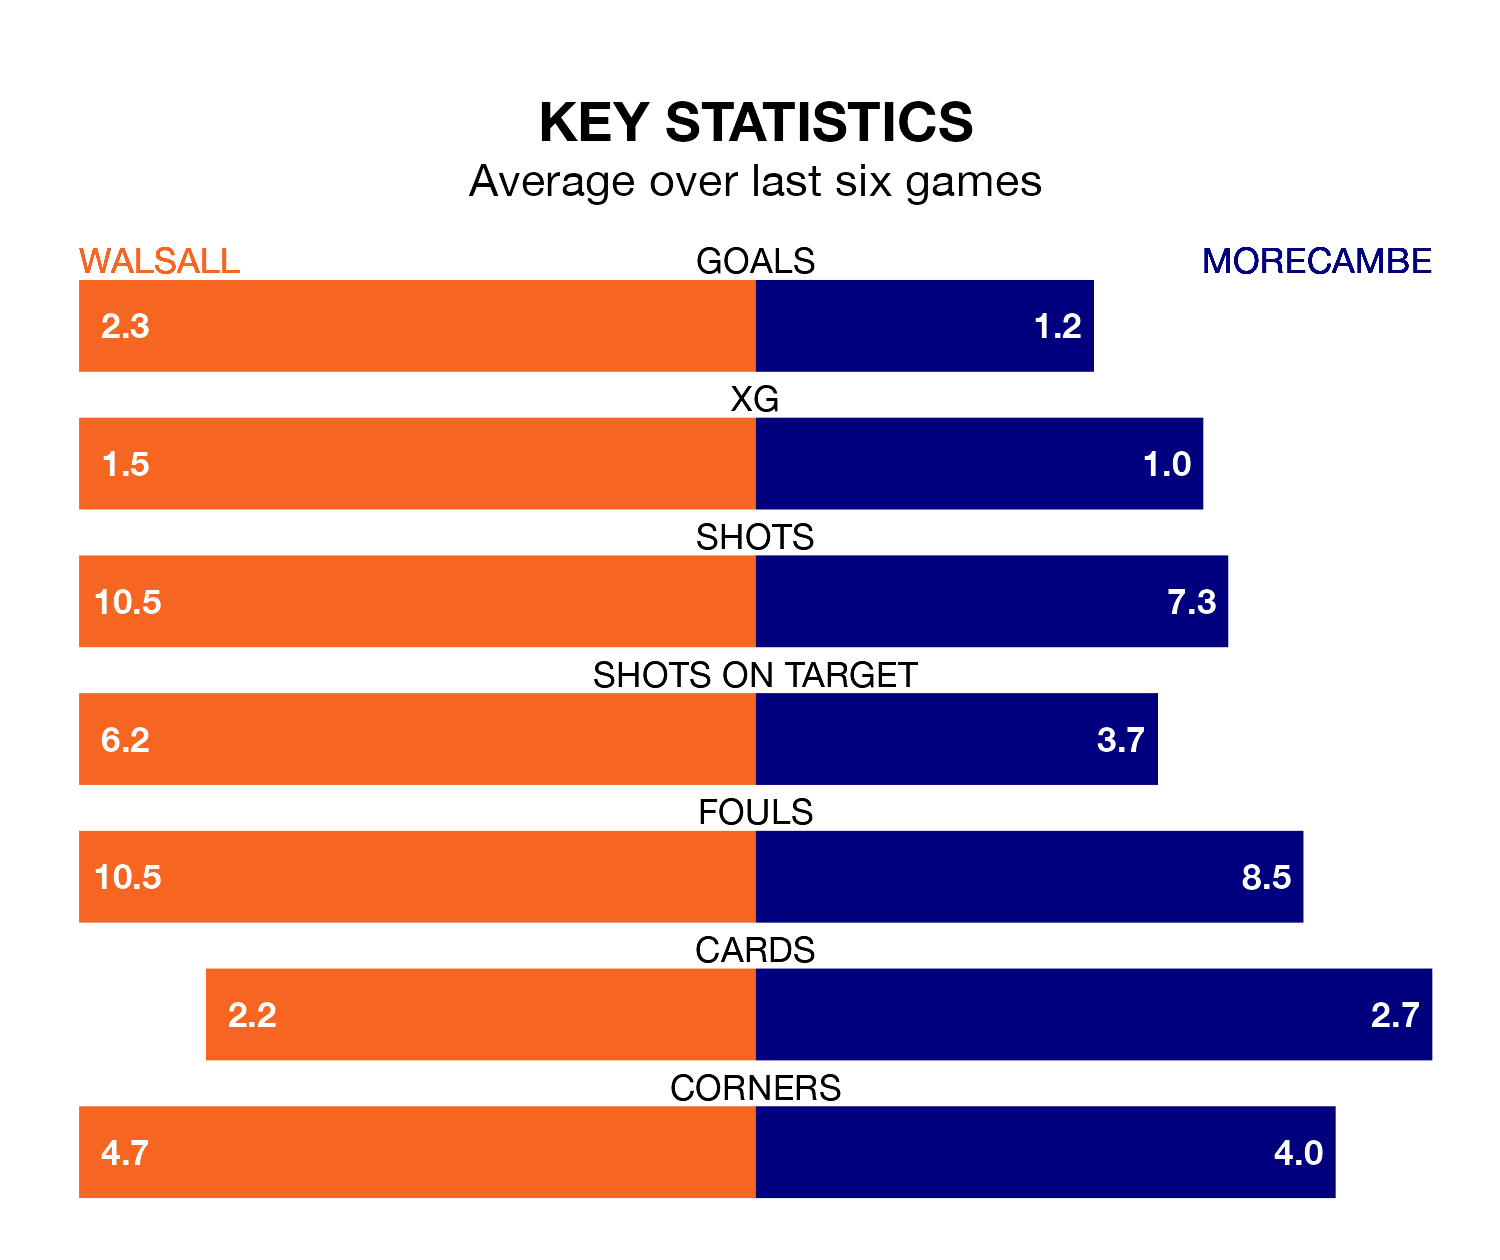 KEY STATISTICS
Average over last six games
WALSALL GOALS MORECAMBE
2.3 1.2
XG
1.5 1.0
SHOTS
10.5 7.3
SHOTS ON TARGET
6.2 3.7
FOULS
10.5 8.5
CARDS
2.2 2.7
CORNERS
4.7 4.0